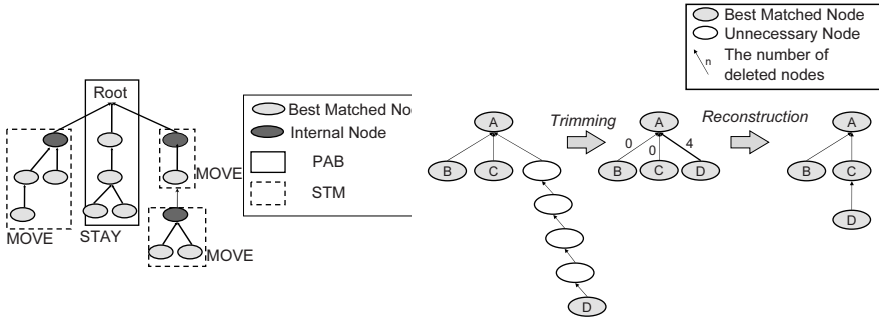 Root
MOVE
STAY
MOVE
MOVE
Best Matched Nod
Internal Node
PAB
STM
Best Matched Node
Unnecessary Node
n
The number of
deleted nodes
Trimming
Reconstruction
A
B
C
D
A
0
0
4
B
C
D
A
B
C
D